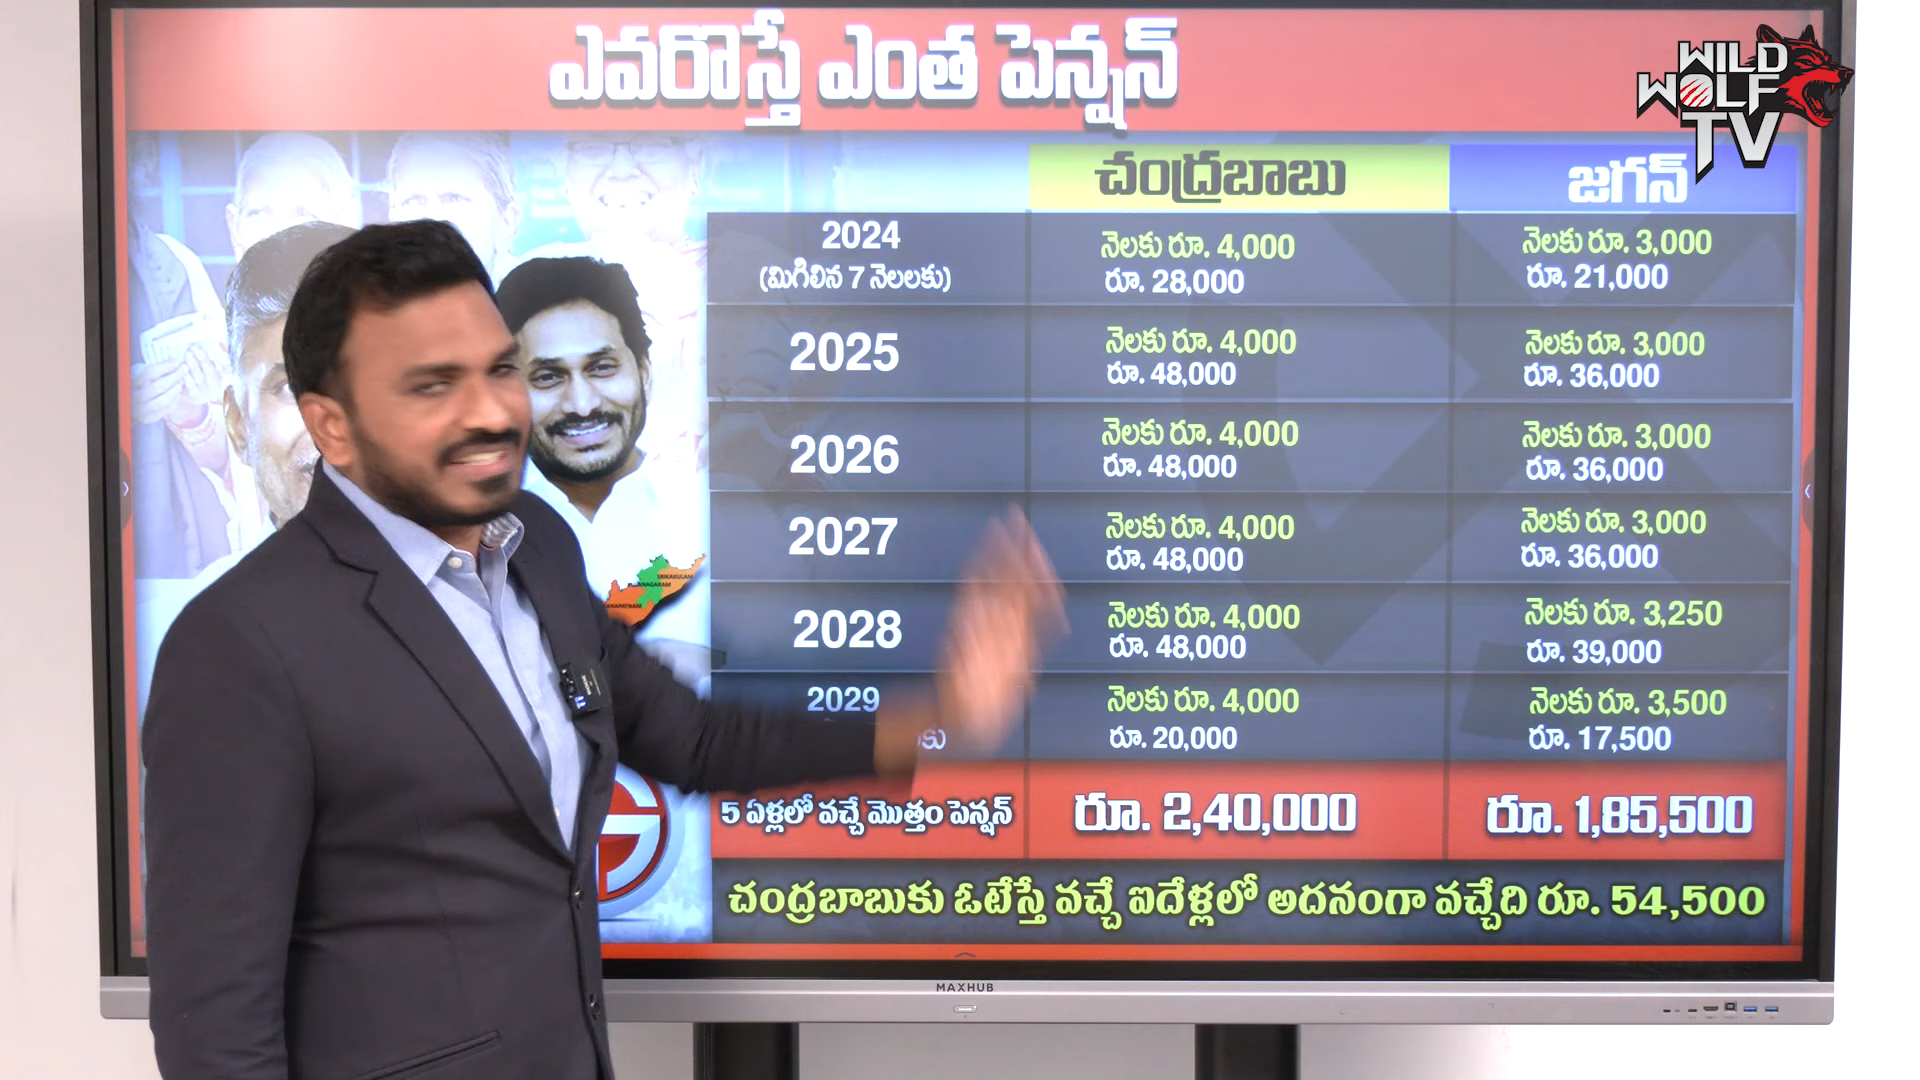 ఎవరొస్తే ఎంత పెన్షన్
WILD
WOLF
TV
చంద్రబాబు
జగన్
2024
(మిగిలిన 7 నెలలకు)
నెలకు రూ. 4,000
రూ. 28,000
నెలకు రూ. 3,000
రూ. 21,000
2025
నెలకు రూ. 4,000
రూ. 48,000
నెలకు రూ. 3,000
రూ. 36,000
2026
నెలకు రూ. 4,000
రూ. 48,000
నెలకు రూ. 3,000
రూ. 36,000
2027
నెలకు రూ. 4,000
రూ. 48,000
నెలకు రూ. 3,000
రూ. 36,000
SRIKAKULAM
2028
నెలకు రూ. 4,000
రూ. 48,000
నెలకు రూ. 3,250
రూ. 39,000
2029
నెలకు రూ. 4,000
రూ. 20,000
నెలకు రూ. 3,500
రూ. 17,500
5 ఏళ్లలో వచ్చే మొత్తం పెన్షన్
రూ. 2,40,000
రూ. 1,85,500
చంద్రబాబుకు ఓటేస్తే వచ్చే ఐదేళ్లలో అదనంగా వచ్చేది రూ. 54,500
MAXHUB